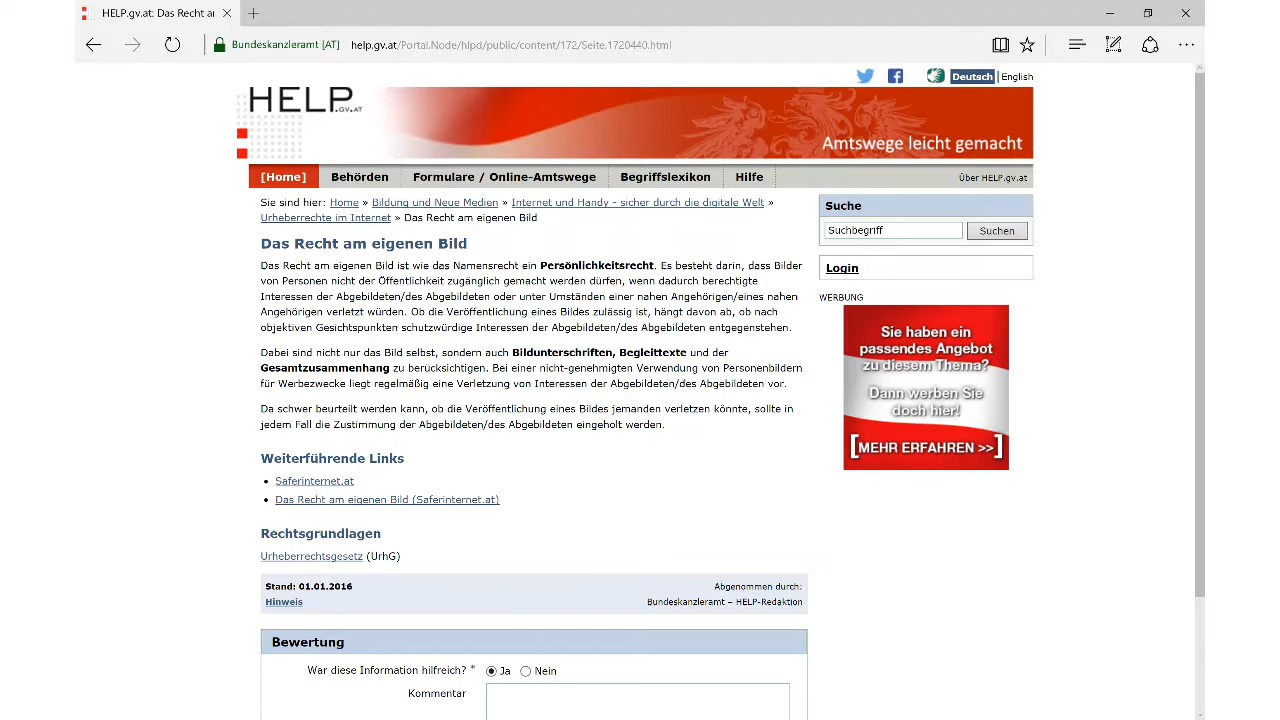 HELP.gv.at: Das Recht ar
Bundeskanzleramt [AT] help.gv.at/Portal.Node/hlpd/public/content/172/Seite.1720440.html
Deutsch | English
HELP.GV.AT
Amtswege leicht gemacht
[Home] Behörden Formulare / Online-Amtswege Begriffslexikon Hilfe Über HELP.gv.at
Sie sind hier: Home » Bildung und Neue Medien » Internet und Handy - sicher durch die digitale Welt »
Urheberrechte im Internet » Das Recht am eigenen Bild
Das Recht am eigenen Bild
Das Recht am eigenen Bild ist wie das Namensrecht ein Persönlichkeitsrecht. Es besteht darin, dass Bilder
von Personen nicht der Öffentlichkeit zugänglich gemacht werden dürfen, wenn dadurch berechtigte
Interessen der Abgebildeten/des Abgebildeten oder unter Umständen einer nahen Angehörigen/eines nahen
Angehörigen verletzt würden. Ob die Veröffentlichung eines Bildes zulässig ist, hängt davon ab, ob nach
objektiven Gesichtspunkten schutzwürdige Interessen der Abgebildeten/des Abgebildeten entgegenstehen.
Dabei sind nicht nur das Bild selbst, sondern auch Bildunterschriften, Begleittexte und der
Gesamtzusammenhang zu berücksichtigen. Bei einer nicht-genehmigten Verwendung von Personenbildern
für Werbezwecke liegt regelmäßig eine Verletzung von Interessen der Abgebildeten/des Abgebildeten vor.
Da schwer beurteilt werden kann, ob die Veröffentlichung eines Bildes jemanden verletzen könnte, sollte in
jedem Fall die Zustimmung der Abgebildeten/des Abgebildeten eingeholt werden.
Weiterführende Links
• Saferinternet.at
• Das Recht am eigenen Bild (Saferinternet.at)
Rechtsgrundlagen
Urheberrechtsgesetz (UrhG)
Stand: 01.01.2016 Abgenommen durch:
Hinweis Bundeskanzleramt – HELP-Redaktion
Bewertung
War diese Information hilfreich? * Ja Nein
Kommentar
Suche
Suchbegriff Suchen
Login
WERBUNG
Sie haben ein
passendes Angebot
zu diesem Thema?
Dann werben Sie
doch hier!
[MEHR ERFAHREN >>]